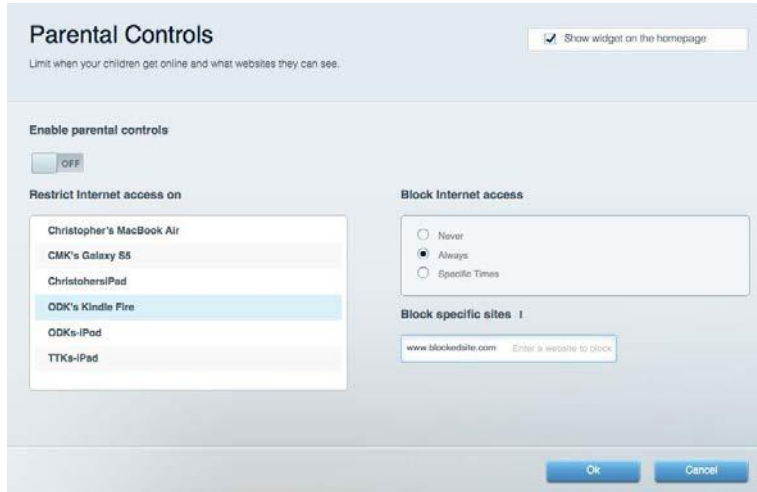 Parental Controls
Show widget on the homepage
Limit when your children get online and what websites they can see.
Enable parental controls
OFF
Restrict Internet access on
Block Internet access
Christopher's MacBook Air
CMK's Galaxy S5
ChristohersiPad
ODK's Kindle Fire
ODKs-iPod
TTKs-iPad
Never
Always
Specific Times
Block specific sites
www.blockedsite.com Enter a website to block
Ok
Cancel